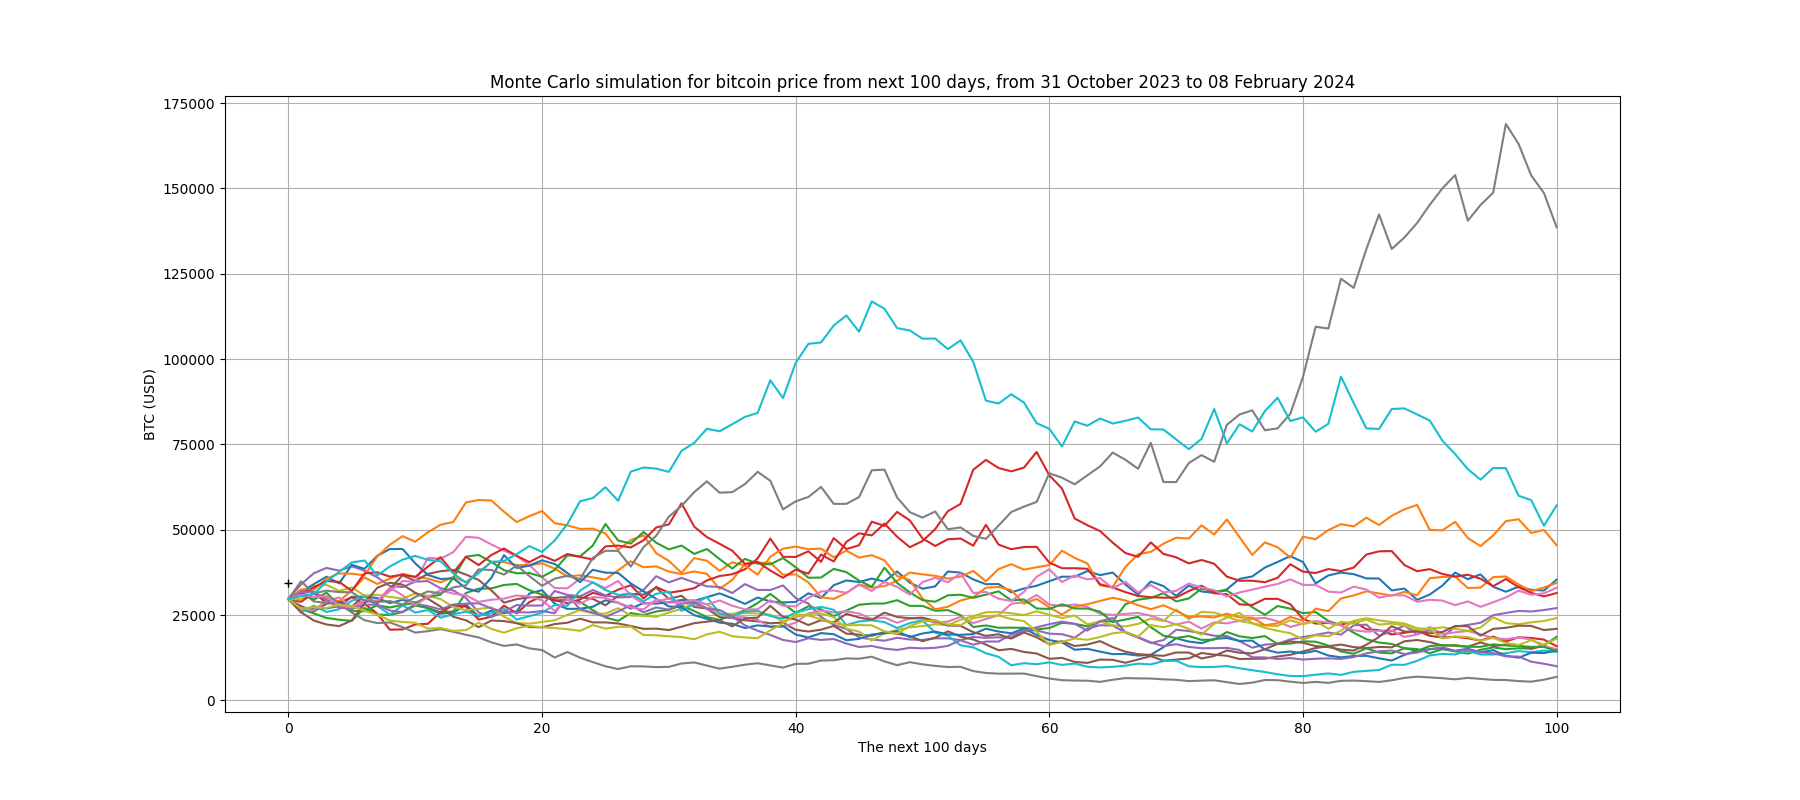 Monte Carlo simulation for bitcoin price from next 100 days, from 31 October 2023 to 08 February 2024
175000
150000
125000
100000
75000
50000
25000
0
BTC (USD)
0 20 40 60 80 100
The next 100 days